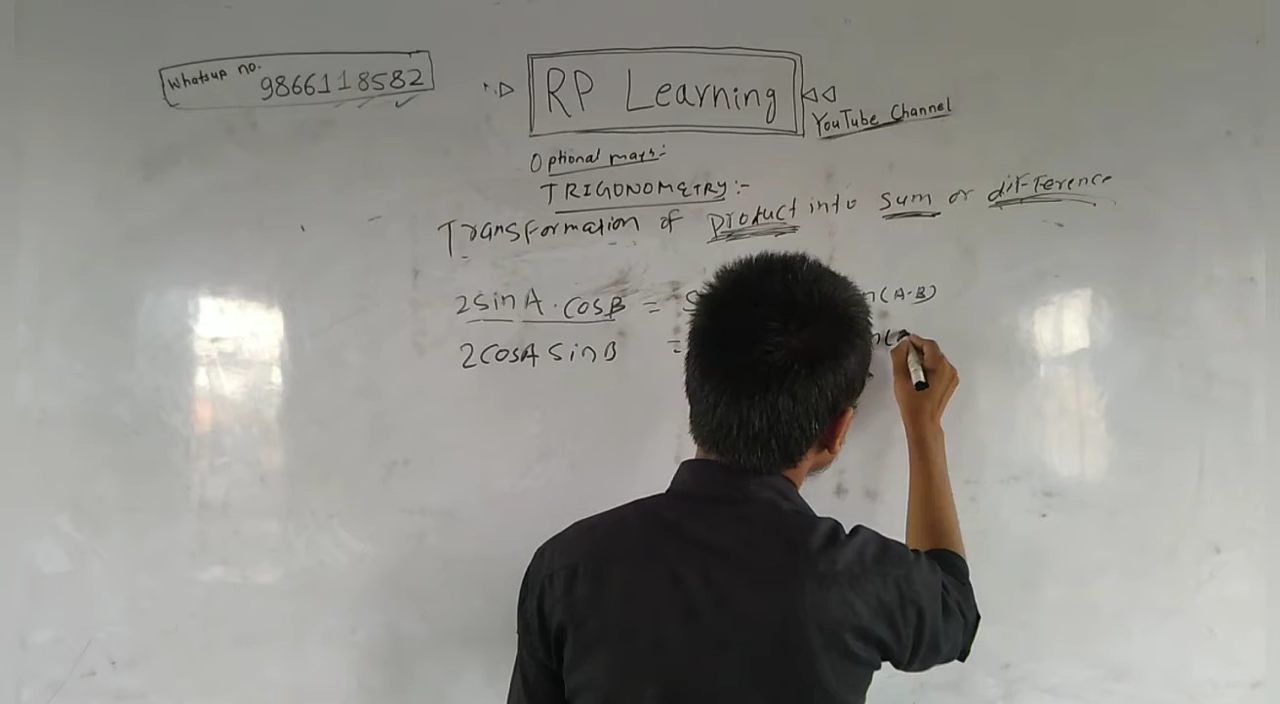 Whatsup no. 9866118582
RP Learning
YouTube Channel
Optional math:-
TRIGONOMETRY:-
Transformation of product into sum or difference
2sinA.cosB = S n(A-B)
2cosA sinB = n(